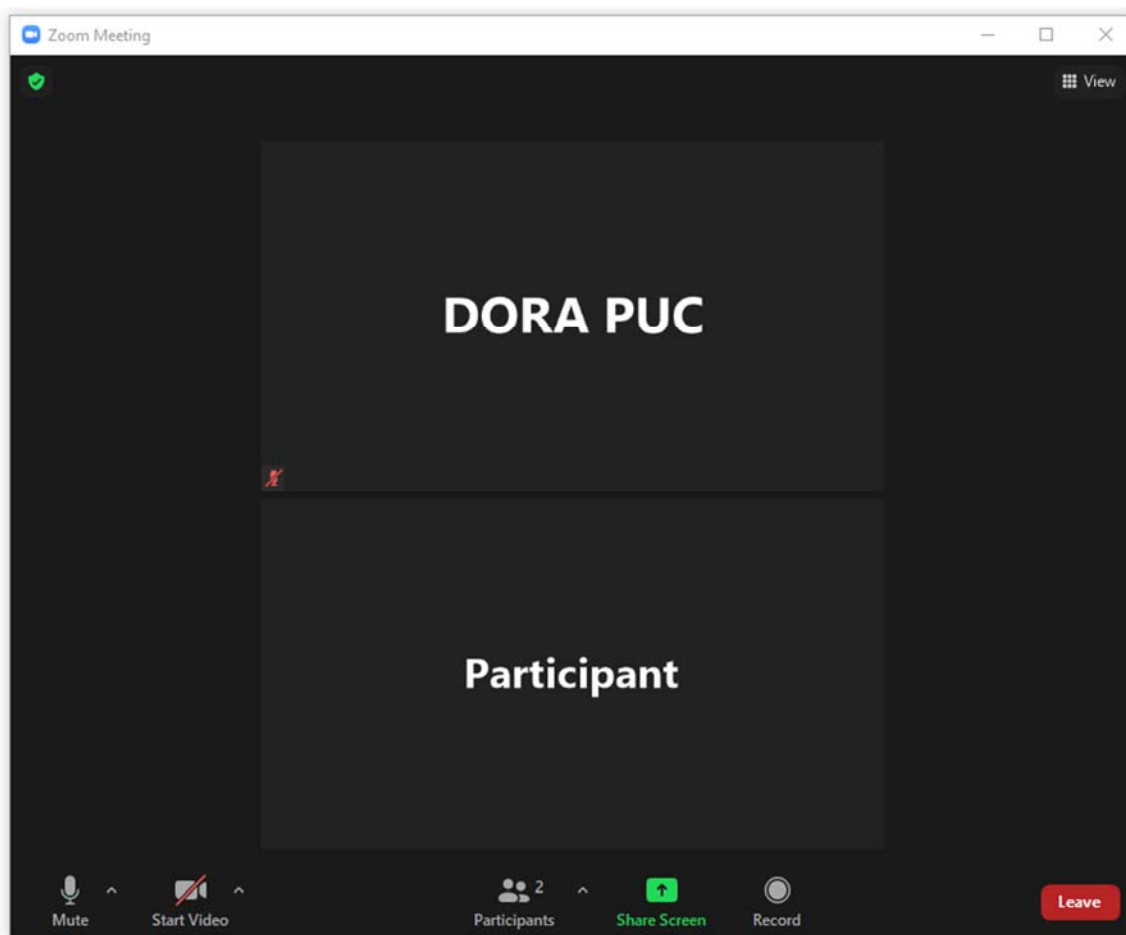 Zoom Meeting
View
DORA PUC
Participant
2
Mute
Start Video
Participants
Share Screen
Record
Leave